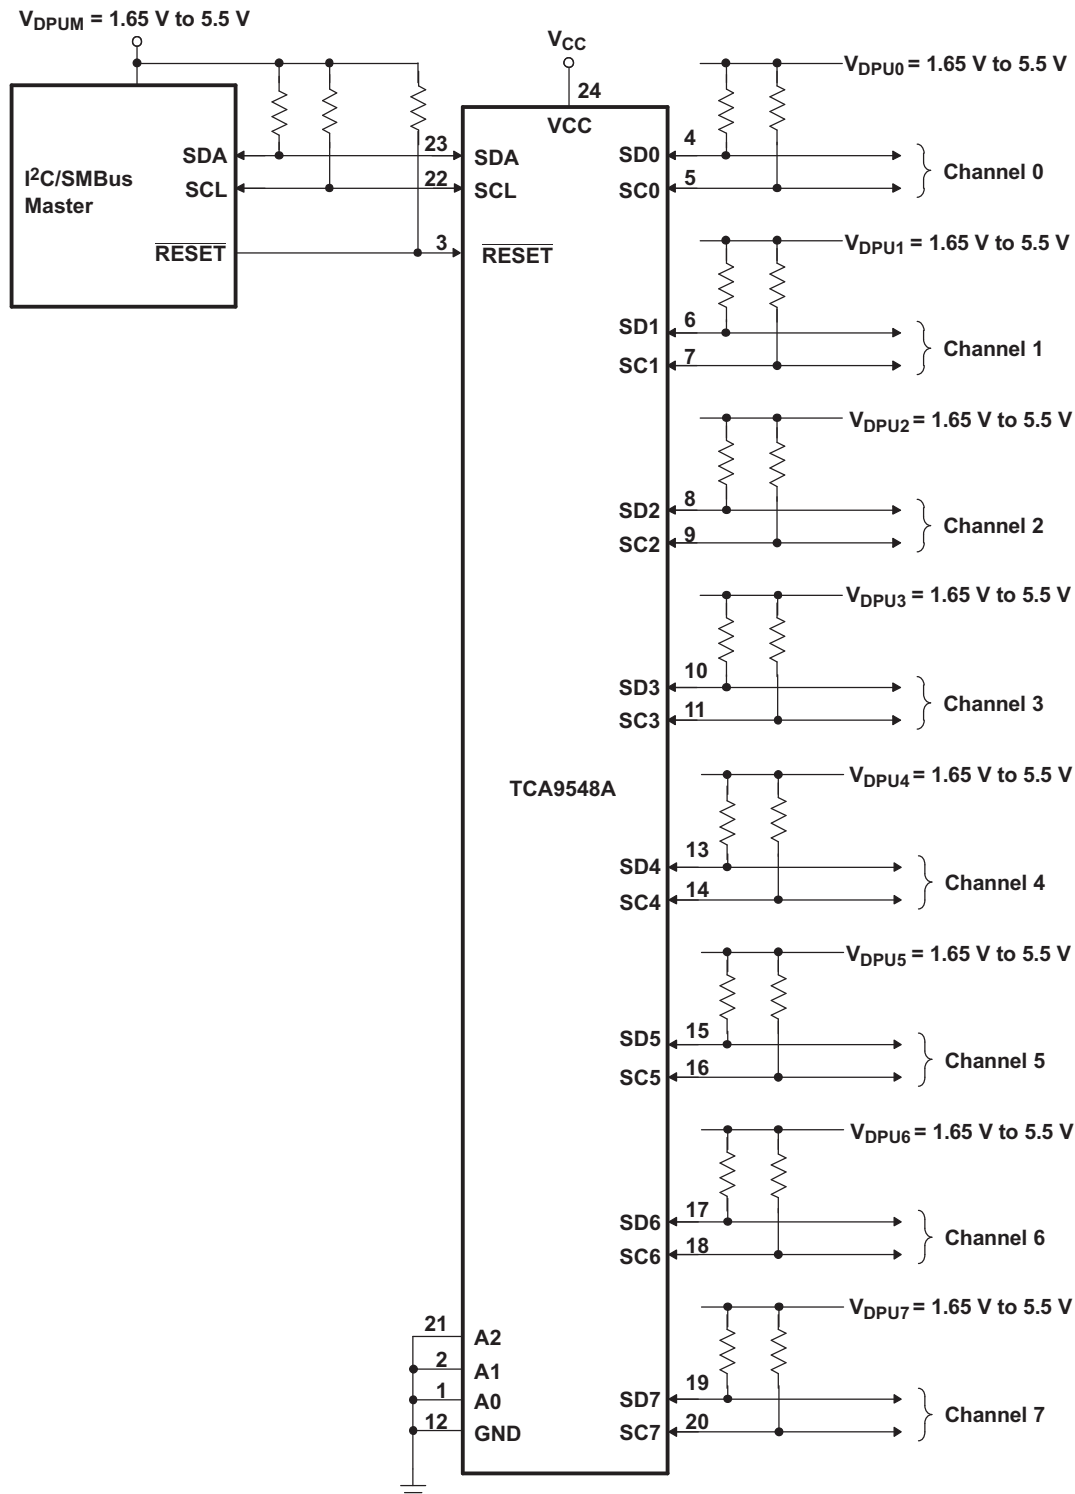 VDPUM = 1.65 V to 5.5 V
VCC
24
VCC
I2C/SMBus
Master
SDA
SCL
RESET
23
22
3
SDA
SCL
RESET
TCA9548A
21
2
1
12
A2
A1
A0
GND
VDPU0 = 1.65 V to 5.5 V
SD0
4
SC0
5
Channel 0
VDPU1 = 1.65 V to 5.5 V
SD1
6
SC1
7
Channel 1
VDPU2 = 1.65 V to 5.5 V
SD2
8
SC2
9
Channel 2
VDPU3 = 1.65 V to 5.5 V
SD3
10
SC3
11
Channel 3
VDPU4 = 1.65 V to 5.5 V
SD4
13
SC4
14
Channel 4
VDPU5 = 1.65 V to 5.5 V
SD5
15
SC5
16
Channel 5
VDPU6 = 1.65 V to 5.5 V
SD6
17
SC6
18
Channel 6
VDPU7 = 1.65 V to 5.5 V
SD7
19
SC7
20
Channel 7